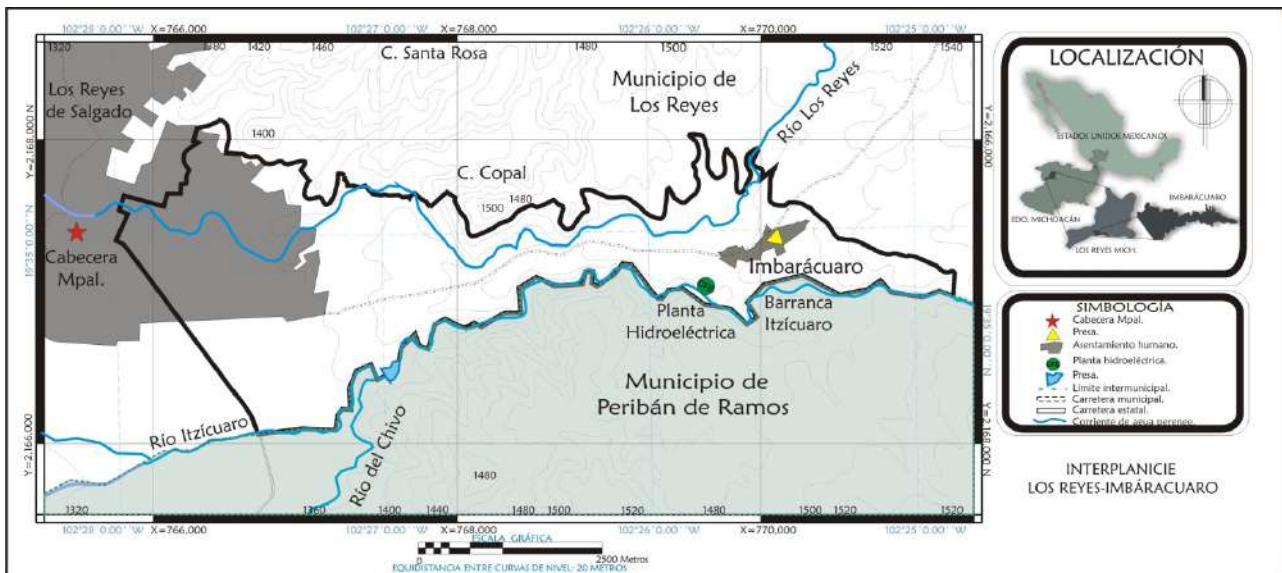 102°28'0.00''W
X=766.000
102°27'0.00''W
X=768.000
102°26'0.00''W
X=770.000
102°25'0.00''W
1320
1380
1420
1460
1480
1500
1520
1540
C. Santa Rosa
Los Reyes
de Salgado
Municipio de
Los Reyes
Río Los Reyes
Y=2,168.000 N
Y=2,166.000
1400
C. Copal
1480
1500
19°35'0.00''N
Cabecera
Mpal.
Imbarácuaro
CFE
Planta
Hidroeléctrica
Barranca
Itzícuaro
19°35'0.00'' N
Municipio de
Peribán de Ramos
Río Itzícuaro
Río del Chivo
1480
Y=2,166.000
Y=2,168.000 N
1320
1360
1400
1440
1480
1500
1520
1480
1500
1520
1520
102°28'0.00''W
X=766.000
102°27'0.00''W
X=768.000
102°26'0.00''W
X=770,000
102°25'0.00''W
ESCALA GRÁFICA
0
2500 Metros
EQUIDISTANCIA ENTRE CURVAS DE NIVEL: 20 METROS
LOCALIZACIÓN
ESTADOS UNIDOS MEXICANOS
IMBARÁCUARO
EDO. MICHOACÁN
LOS REYES MICH.
SIMBOLOGÍA
Cabecera Mpal.
Presa.
Asentamiento humano.
Planta hidroeléctrica.
Presa.
Límite intermunicipal.
Carretera municipal.
Carretera estatal.
Corriente de agua perenee.
INTERPLANICIE
LOS REYES-IMBÁRACUARO